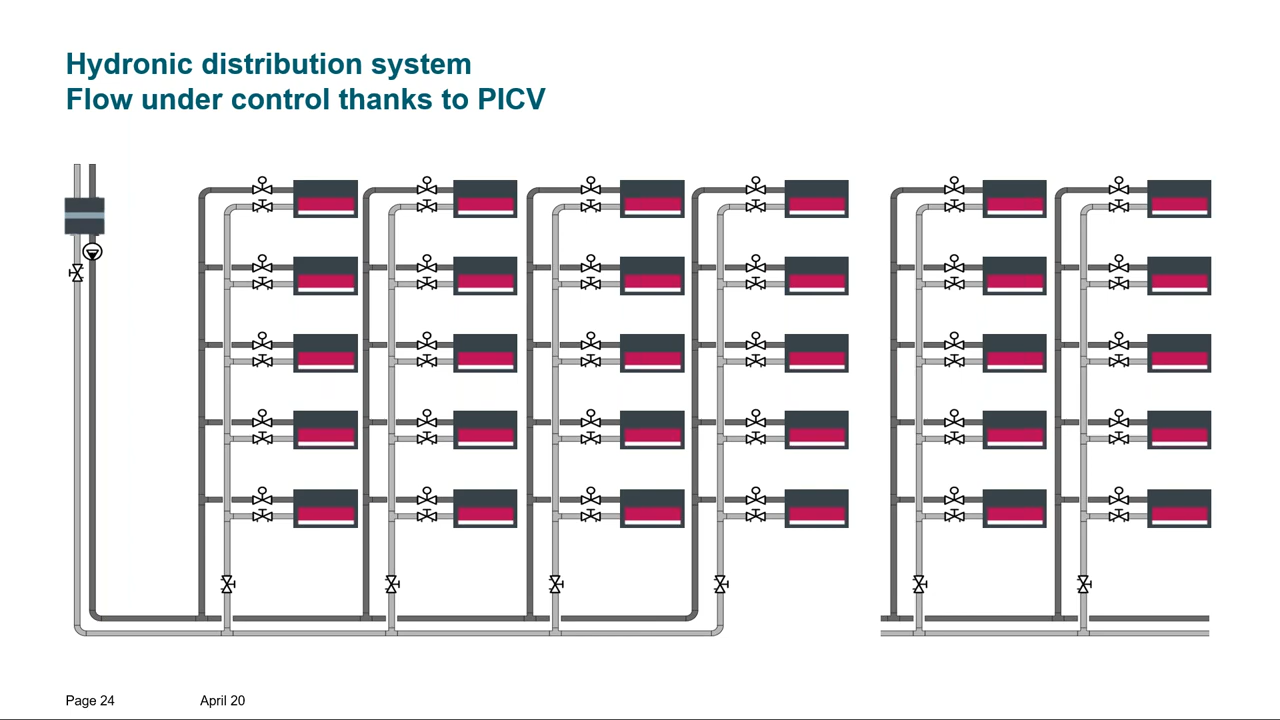 Hydronic distribution system
Flow under control thanks to PICV
Page 24
April 20